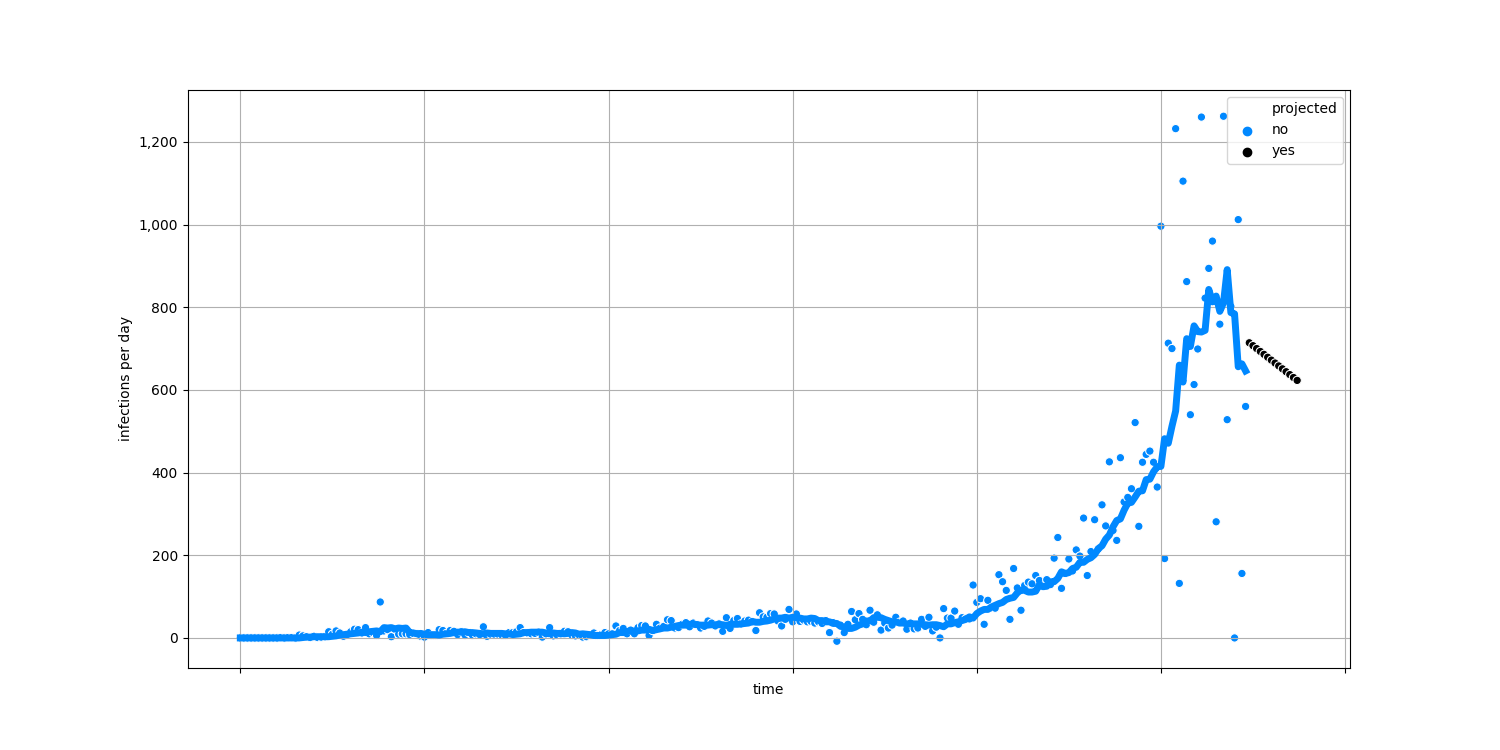 projected
no
yes
1,200
1,000
800
600
400
200
0
infections per day
time